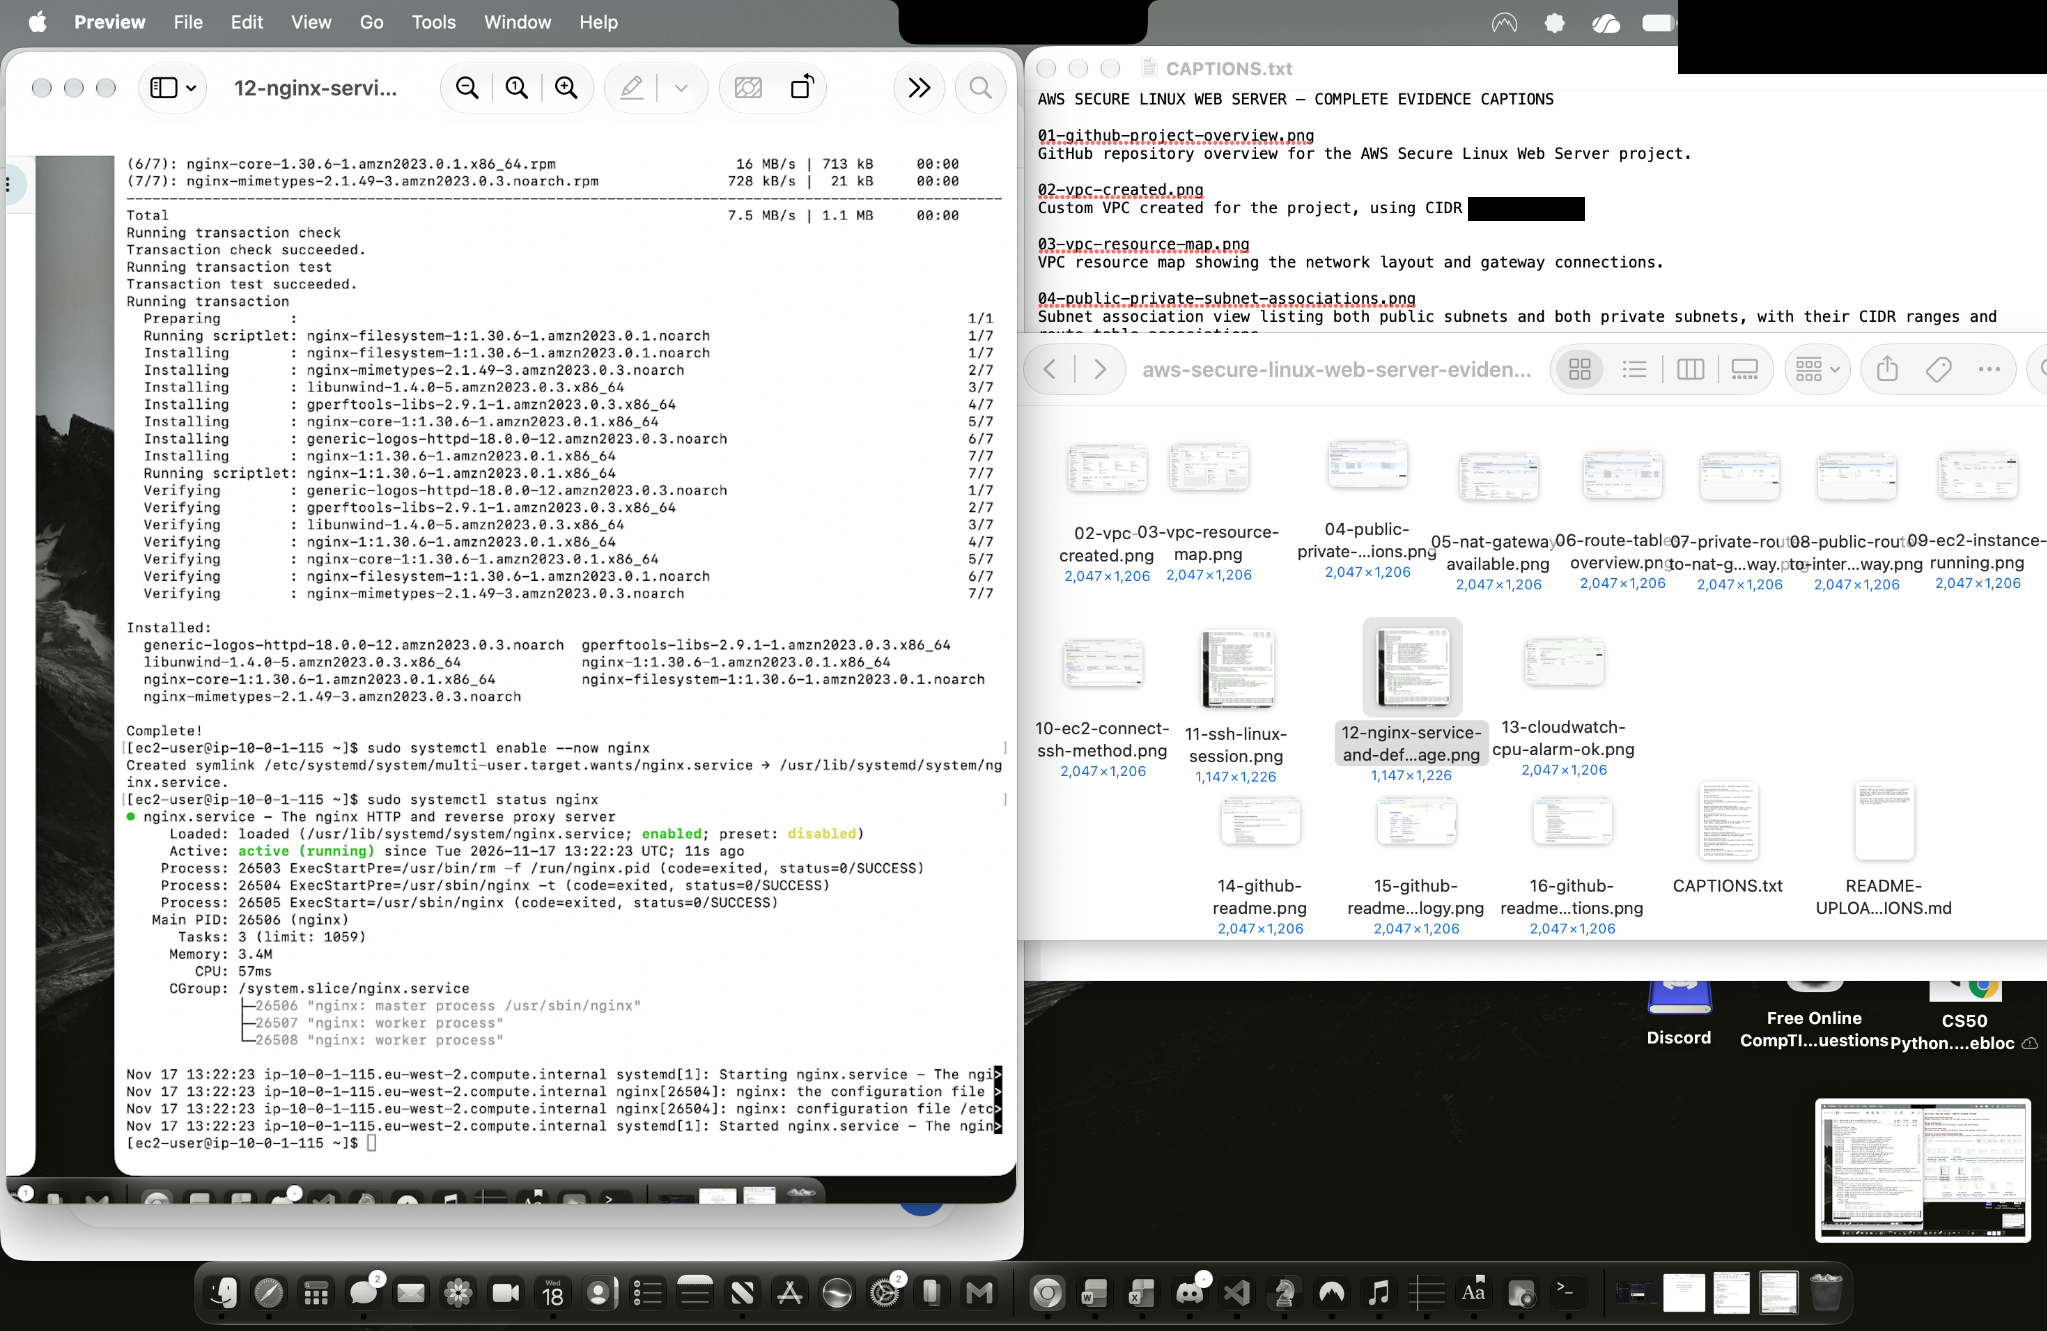 Preview File Edit View Go Tools Window Help
12-nginx-servi...
(6/7): nginx-core-1.30.6-1.amzn2023.0.1.x86_64.rpm 16 MB/s | 713 kB 00:00
(7/7): nginx-mimetypes-2.1.49-3.amzn2023.0.3.noarch.rpm 728 kB/s | 21 kB 00:00
--------------------------------------------------------------------------------
Total 7.5 MB/s | 1.1 MB 00:00
Running transaction check
Transaction check succeeded.
Running transaction test
Transaction test succeeded.
Running transaction
Preparing : 1/1
Running scriptlet: nginx-filesystem-1:1.30.6-1.amzn2023.0.1.noarch 1/7
Installing : nginx-filesystem-1:1.30.6-1.amzn2023.0.1.noarch 1/7
Installing : nginx-mimetypes-2.1.49-3.amzn2023.0.3.noarch 2/7
Installing : libunwind-1.4.0-5.amzn2023.0.3.x86_64 3/7
Installing : gperftools-libs-2.9.1-1.amzn2023.0.3.x86_64 4/7
Installing : nginx-core-1:1.30.6-1.amzn2023.0.1.x86_64 5/7
Installing : generic-logos-httpd-18.0.0-12.amzn2023.0.3.noarch 6/7
Installing : nginx-1:1.30.6-1.amzn2023.0.1.x86_64 7/7
Running scriptlet: nginx-1:1.30.6-1.amzn2023.0.1.x86_64 7/7
Verifying : generic-logos-httpd-18.0.0-12.amzn2023.0.3.noarch 1/7
Verifying : gperftools-libs-2.9.1-1.amzn2023.0.3.x86_64 2/7
Verifying : libunwind-1.4.0-5.amzn2023.0.3.x86_64 3/7
Verifying : nginx-1:1.30.6-1.amzn2023.0.1.x86_64 4/7
Verifying : nginx-core-1:1.30.6-1.amzn2023.0.1.x86_64 5/7
Verifying : nginx-filesystem-1:1.30.6-1.amzn2023.0.1.noarch 6/7
Verifying : nginx-mimetypes-2.1.49-3.amzn2023.0.3.noarch 7/7
Installed:
generic-logos-httpd-18.0.0-12.amzn2023.0.3.noarch gperftools-libs-2.9.1-1.amzn2023.0.3.x86_64
libunwind-1.4.0-5.amzn2023.0.3.x86_64 nginx-1:1.30.6-1.amzn2023.0.1.x86_64
nginx-core-1:1.30.6-1.amzn2023.0.1.x86_64 nginx-filesystem-1:1.30.6-1.amzn2023.0.1.noarch
nginx-mimetypes-2.1.49-3.amzn2023.0.3.noarch
Complete!
[[ec2-user@ip-10-0-1-115 ~]$ sudo systemctl enable --now nginx ]
Created symlink /etc/systemd/system/multi-user.target.wants/nginx.service → /usr/lib/systemd/system/ng
inx.service.
[[ec2-user@ip-10-0-1-115 ~]$ sudo systemctl status nginx ]
● nginx.service - The nginx HTTP and reverse proxy server
Loaded: loaded (/usr/lib/systemd/system/nginx.service; enabled; preset: disabled)
Active: active (running) since Tue 2026-11-17 13:22:23 UTC; 11s ago
Process: 26503 ExecStartPre=/usr/bin/rm -f /run/nginx.pid (code=exited, status=0/SUCCESS)
Process: 26504 ExecStartPre=/usr/sbin/nginx -t (code=exited, status=0/SUCCESS)
Process: 26505 ExecStart=/usr/sbin/nginx (code=exited, status=0/SUCCESS)
Main PID: 26506 (nginx)
Tasks: 3 (limit: 1059)
Memory: 3.4M
CPU: 57ms
CGroup: /system.slice/nginx.service
├─26506 "nginx: master process /usr/sbin/nginx"
├─26507 "nginx: worker process"
└─26508 "nginx: worker process"
Nov 17 13:22:23 ip-10-0-1-115.eu-west-2.compute.internal systemd[1]: Starting nginx.service - The ngi>
Nov 17 13:22:23 ip-10-0-1-115.eu-west-2.compute.internal nginx[26504]: nginx: the configuration file >
Nov 17 13:22:23 ip-10-0-1-115.eu-west-2.compute.internal nginx[26504]: nginx: configuration file /etc>
Nov 17 13:22:23 ip-10-0-1-115.eu-west-2.compute.internal systemd[1]: Started nginx.service - The ngin>
[ec2-user@ip-10-0-1-115 ~]$
CAPTIONS.txt
AWS SECURE LINUX WEB SERVER — COMPLETE EVIDENCE CAPTIONS
01-github-project-overview.png
GitHub repository overview for the AWS Secure Linux Web Server project.
02-vpc-created.png
Custom VPC created for the project, using CIDR
03-vpc-resource-map.png
VPC resource map showing the network layout and gateway connections.
04-public-private-subnet-associations.png
Subnet association view listing both public subnets and both private subnets, with their CIDR ranges and
aws-secure-linux-web-server-eviden...
02-vpc-
created.png
2,047×1,206
03-vpc-resource-
map.png
2,047×1,206
04-public-
private-...ions.png
2,047×1,206
05-nat-gateway
available.png
2,047×1,206
06-route-table
overview.png
2,047×1,206
07-private-route
to-nat-g...way.png
2,047×1,206
08-public-route
to-inter...way.png
2,047×1,206
09-ec2-instance-
running.png
2,047×1,206
10-ec2-connect-
ssh-method.png
2,047×1,206
11-ssh-linux-
session.png
1,147×1,226
12-nginx-service-
and-def...age.png
1,147×1,226
13-cloudwatch-
cpu-alarm-ok.png
2,047×1,206
14-github-
readme.png
2,047×1,206
15-github-
readme...logy.png
2,047×1,206
16-github-
readme...tions.png
2,047×1,206
CAPTIONS.txt
README-
UPLOA...IONS.md
Discord
Free Online
CompTI...uestions
CS50
Python....ebloc
1
2
Wed
18
2
Aa